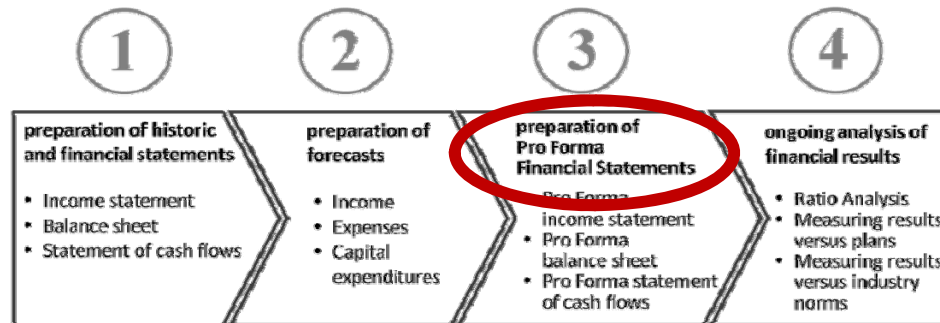 1
2
3
4
preparation of historic
and financial statements
• Income statement
• Balance sheet
• Statement of cash flows
preparation of
forecasts
• Income
• Expenses
• Capital
expenditures
preparation of
Pro Forma
Financial Statements
• Pro Forma
income statement
• Pro Forma
balance sheet
• Pro Forma statement
of cash flows
ongoing analysis of
financial results
• Ratio Analysis
• Measuring results
versus plans
• Measuring results
versus industry
norms